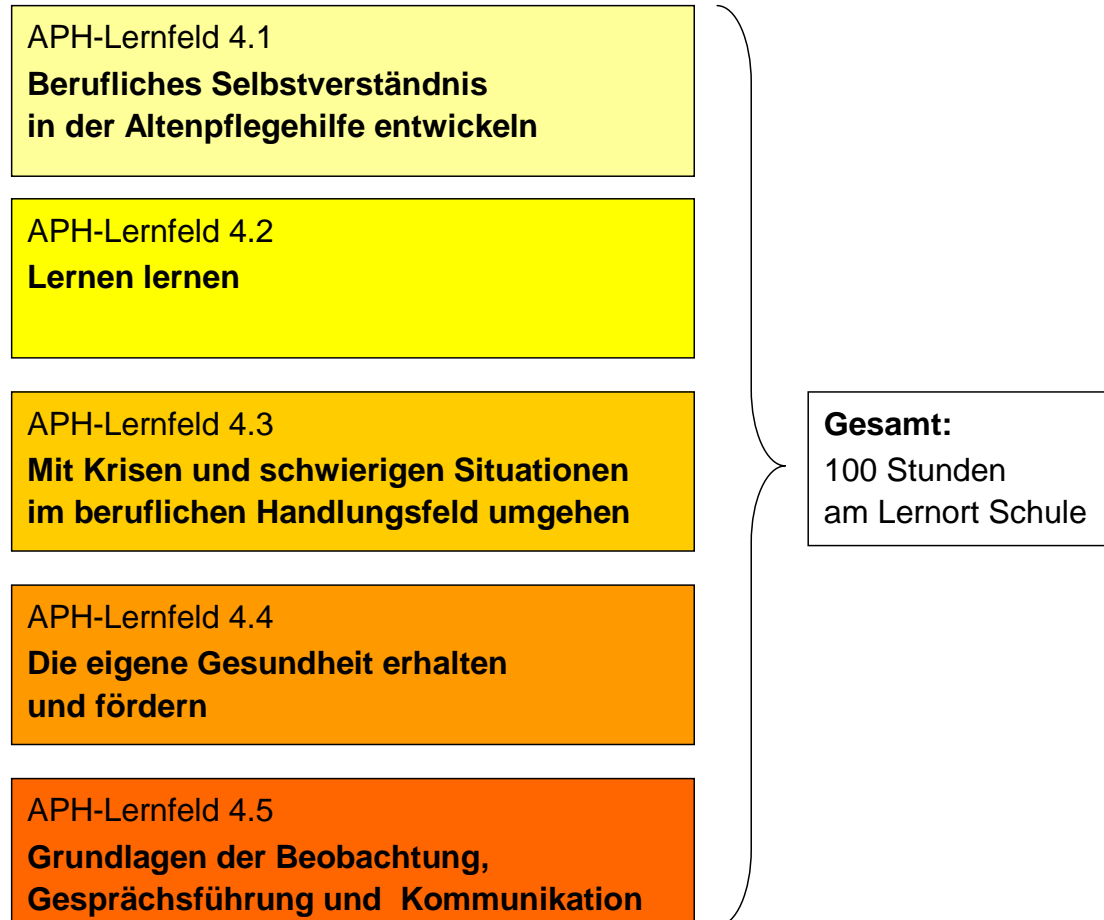 APH-Lernfeld 4.1
Berufliches Selbstverständnis
in der Altenpflegehilfe entwickeln
APH-Lernfeld 4.2
Lernen lernen
APH-Lernfeld 4.3
Mit Krisen und schwierigen Situationen
im beruflichen Handlungsfeld umgehen
Gesamt:
100 Stunden
am Lernort Schule
APH-Lernfeld 4.4
Die eigene Gesundheit erhalten
und fördern
APH-Lernfeld 4.5
Grundlagen der Beobachtung,
Gesprächsführung und  Kommunikation